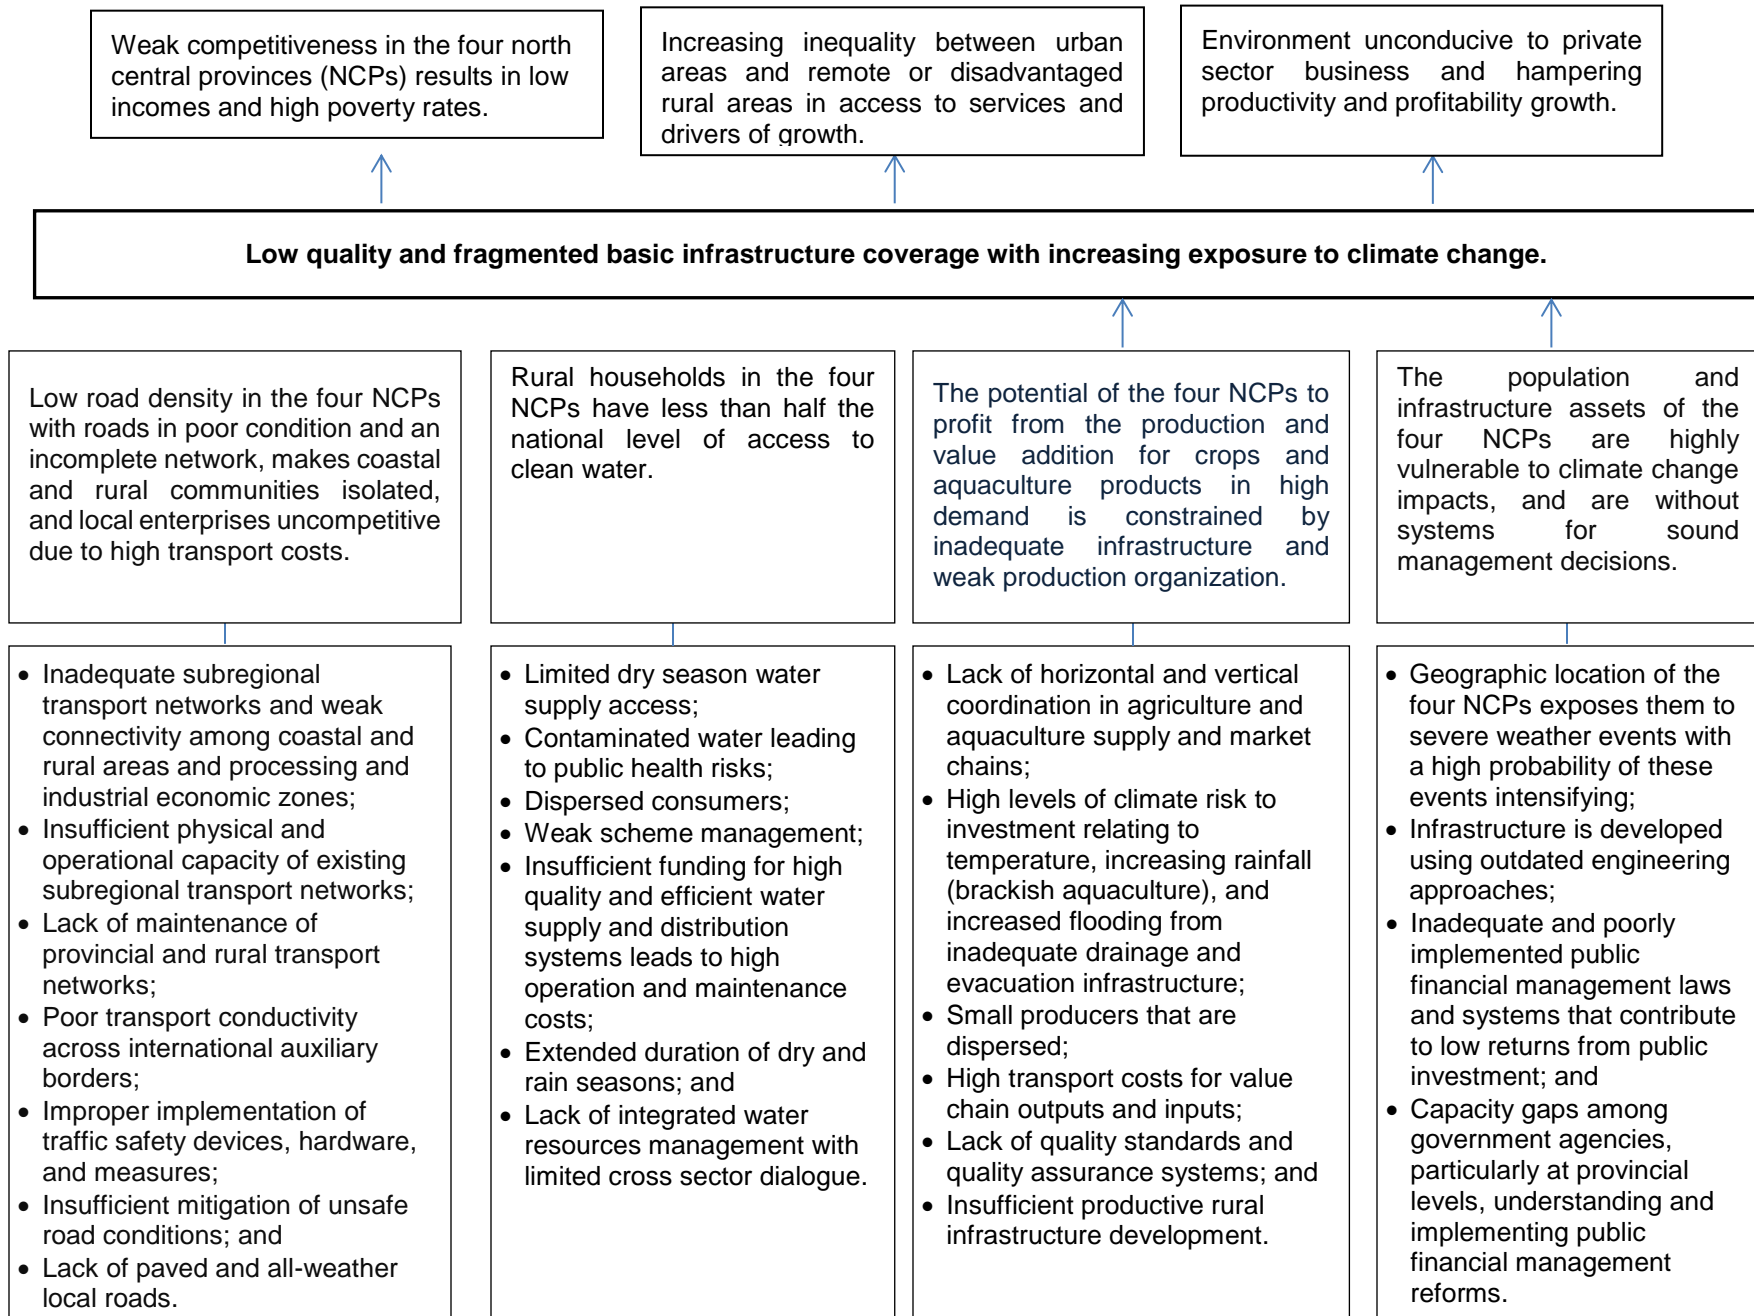 Weak competitiveness in the four north
central provinces (NCPs) results in low
incomes and high poverty rates.
Increasing inequality between urban
areas and remote or disadvantaged
rural areas in access to services and
drivers of growth.
Environment unconducive to private
sector business and hampering
productivity and profitability growth.
Low quality and fragmented basic infrastructure coverage with increasing exposure to climate change.
Low road density in the four NCPs
with roads in poor condition and an
incomplete network, makes coastal
and rural communities isolated,
and local enterprises uncompetitive
due to high transport costs.
Rural households in the four
NCPs have less than half the
national level of access to
clean water.
The potential of the four NCPs to
profit from the production and
value addition for crops and
aquaculture products in high
demand is constrained by
inadequate infrastructure and
weak production organization.
The population and
infrastructure assets of the
four NCPs are highly
vulnerable to climate change
impacts, and are without
systems for sound
management decisions.
• Inadequate subregional
transport networks and weak
connectivity among coastal and
rural areas and processing and
industrial economic zones;
• Insufficient physical and
operational capacity of existing
subregional transport networks;
• Lack of maintenance of
provincial and rural transport
networks;
• Poor transport conductivity
across international auxiliary
borders;
• Improper implementation of
traffic safety devices, hardware,
and measures;
• Insufficient mitigation of unsafe
road conditions; and
• Lack of paved and all-weather
local roads.
• Limited dry season water
supply access;
• Contaminated water leading
to public health risks;
• Dispersed consumers;
• Weak scheme management;
• Insufficient funding for high
quality and efficient water
supply and distribution
systems leads to high
operation and maintenance
costs;
• Extended duration of dry and
rain seasons; and
• Lack of integrated water
resources management with
limited cross sector dialogue.
• Lack of horizontal and vertical
coordination in agriculture and
aquaculture supply and market
chains;
• High levels of climate risk to
investment relating to
temperature, increasing rainfall
(brackish aquaculture), and
increased flooding from
inadequate drainage and
evacuation infrastructure;
• Small producers that are
dispersed;
• High transport costs for value
chain outputs and inputs;
• Lack of quality standards and
quality assurance systems; and
• Insufficient productive rural
infrastructure development.
• Geographic location of the
four NCPs exposes them to
severe weather events with
a high probability of these
events intensifying;
• Infrastructure is developed
using outdated engineering
approaches;
• Inadequate and poorly
implemented public
financial management laws
and systems that contribute
to low returns from public
investment; and
• Capacity gaps among
government agencies,
particularly at provincial
levels, understanding and
implementing public
financial management
reforms.